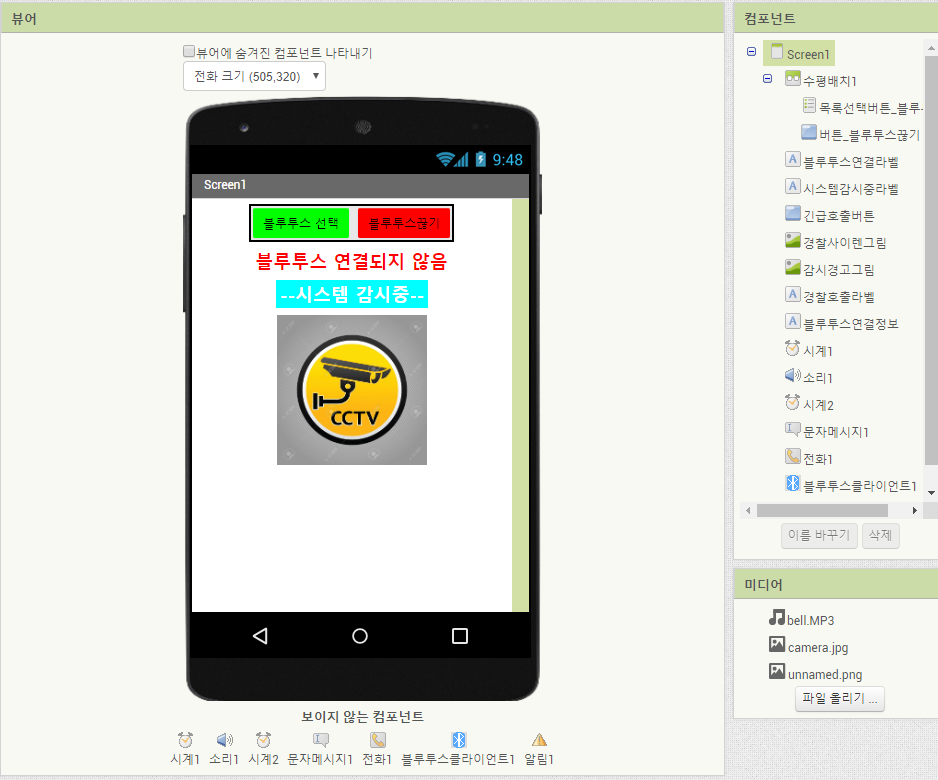 뷰어
뷰어에 숨겨진 컴포넌트 나타내기
전화 크기 (505,320)
9:48
Screen1
블루투스 선택
블루투스끊기
블루투스 연결되지 않음
--시스템 감시중--
CCTV
보이지 않는 컴포넌트
시계1
소리1
시계2
문자메시지1
전화1
블루투스클라이언트1
알림1
컴포넌트
Screen1
수평배치1
목록선택버튼_블루
버튼_블루투스끊기
블루투스연결라벨
시스템감시중라벨
긴급호출버튼
경찰사이렌그림
감시경고그림
경찰호출라벨
블루투스연결정보
시계1
소리1
시계2
문자메시지1
전화1
블루투스클라이언트1
이름 바꾸기
삭제
미디어
bell.MP3
camera.jpg
unnamed.png
파일 올리기 ...